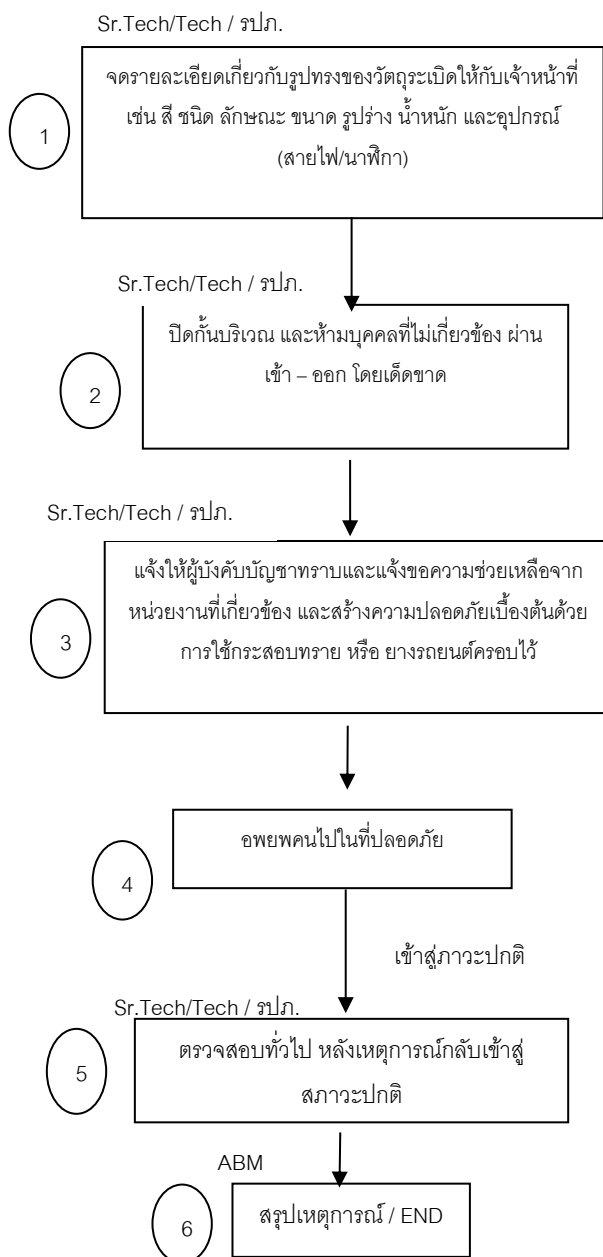 Sr.Tech/Tech / รปภ.
จดรายละเอียดเกี่ยวกับรูปทรงของวัตถุระเบิดให้กับเจ้าหน้าที่
เช่น สี ชนิด ลักษณะ ขนาด รูปร่าง น้ำหนัก และอุปกรณ์
(สายไฟ/นาฬิกา)
1
Sr.Tech/Tech / รปภ.
ปิดกั้นบริเวณ และห้ามบุคคลที่ไม่เกี่ยวข้อง ผ่าน
เข้า – ออก โดยเด็ดขาด
2
Sr.Tech/Tech / รปภ.
แจ้งให้ผู้บังคับบัญชาทราบและแจ้งขอความช่วยเหลือจาก
หน่วยงานที่เกี่ยวข้อง และสร้างความปลอดภัยเบื้องต้นด้วย
การใช้กระสอบทราย หรือ ยางรถยนต์ครอบไว้
3
อพยพคนไปในที่ปลอดภัย
4
เข้าสู่ภาวะปกติ
Sr.Tech/Tech / รปภ.
ตรวจสอบทั่วไป หลังเหตุการณ์กลับเข้าสู่
สภาวะปกติ
5
ABM
สรุปเหตุการณ์ / END
6